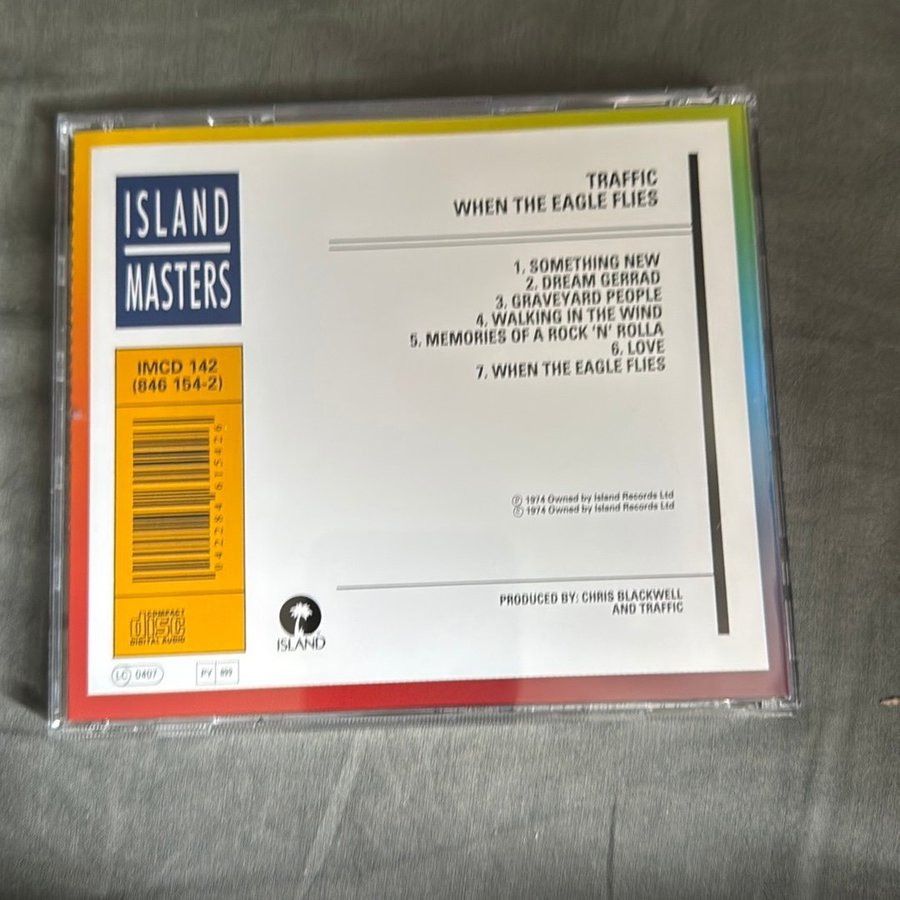 ISLAND
MASTERS
IMCD 142
(846 154-2)
COMPACT
disc
DIGITAL AUDIO
LC 0407
PY 899
ISLAND
TRAFFIC
WHEN THE EAGLE FLIES
1. SOMETHING NEW
2. DREAM GERRAD
3. GRAVEYARD PEOPLE
4. WALKING IN THE WIND
5. MEMORIES OF A ROCK 'N' ROLLA
6. LOVE
7. WHEN THE EAGLE FLIES
Ⓟ 1974 Owned by Island Records Ltd
© 1974 Owned by Island Records Ltd
PRODUCED BY: CHRIS BLACKWELL
AND TRAFFIC